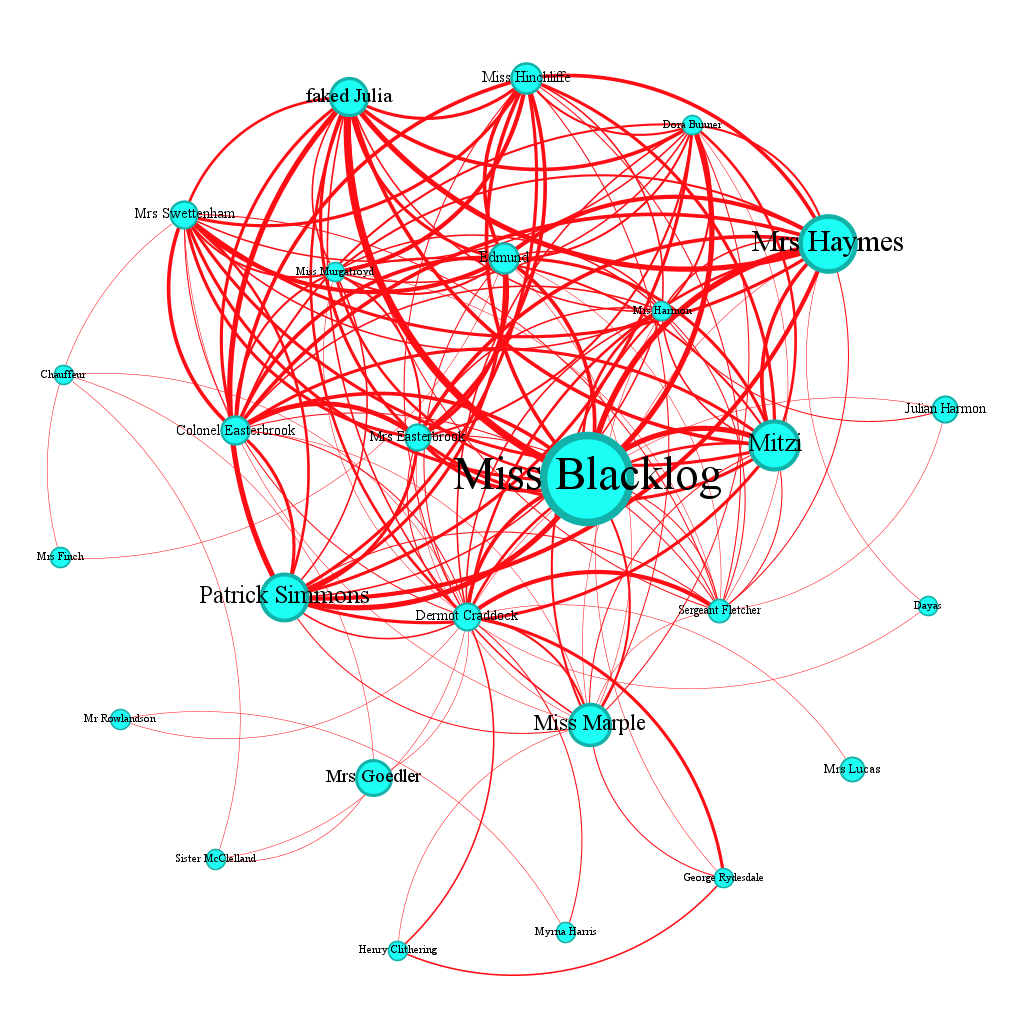 Miss Hinchliffe
faked Julia
Dora Bunner
Mrs Swettenham
Mrs Haymes
Edmund
Miss Murgatroyd
Mrs Harmon
Chauffeur
Julian Harmon
Colonel Easterbrook
Mrs Easterbrook
Mitzi
Miss Blacklog
Mrs Finch
Patrick Simmons
Dayas
Sergeant Fletcher
Dermot Craddock
Mr Rowlandson
Miss Marple
Mrs Lucas
Mrs Goedler
Sister McClelland
George Rydesdale
Myrna Harris
Henry Clithering